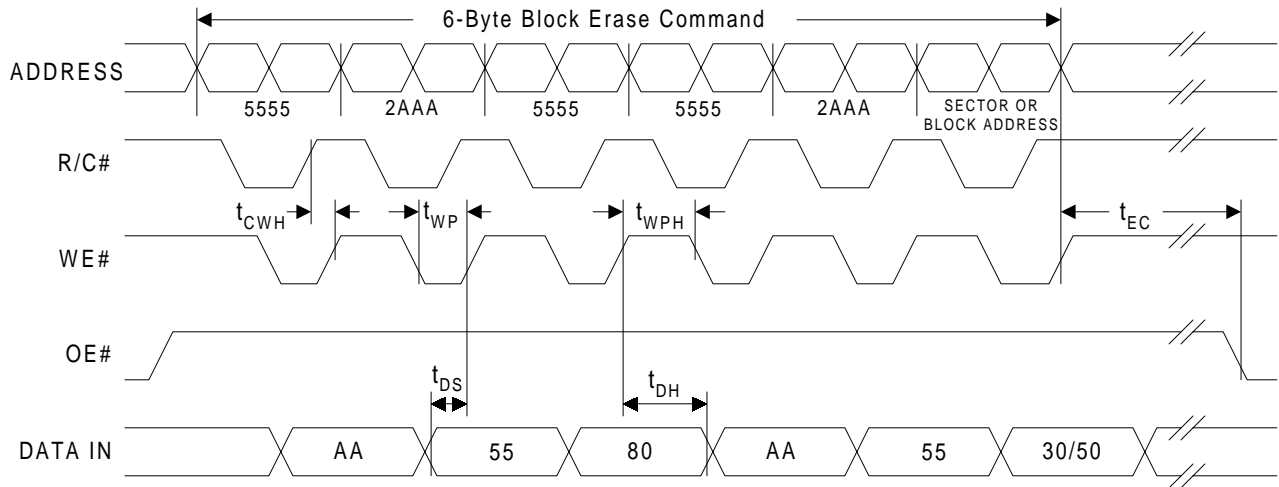 6-Byte Block Erase Command
ADDRESS
5555 2AAA 5555 5555 2AAA SECTOR OR BLOCK ADDRESS
R/C#
tCWH tWP tWPH tEC
WE#
OE#
tDS tDH
DATA IN AA 55 80 AA 55 30/50